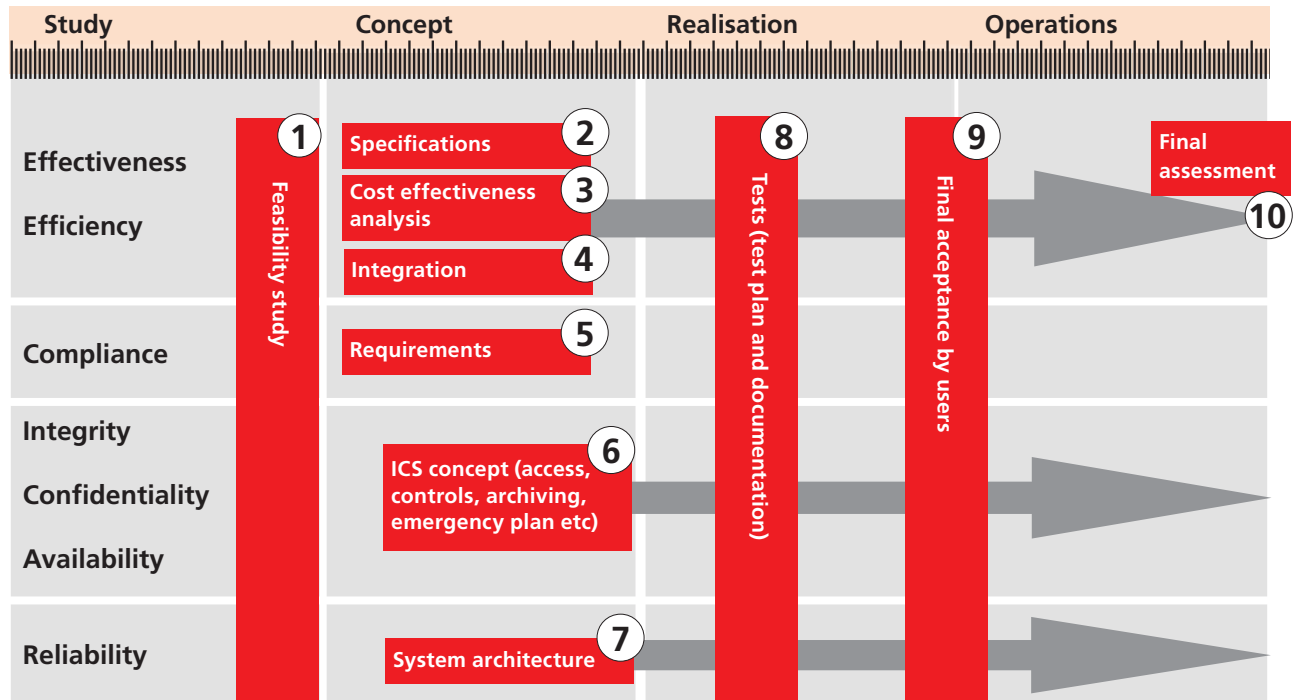 Study
Concept
Realisation
Operations
Effectiveness
Efficiency
1
Feasibility study
Specifications
2
Cost effectiveness
analysis
3
Integration
4
8
Tests (test plan and documentation)
9
Final acceptance by users
Final
assessment
10
Compliance
Requirements
5
Integrity
Confidentiality
Availability
ICS concept (access,
controls, archiving,
emergency plan etc)
6
Reliability
System architecture
7